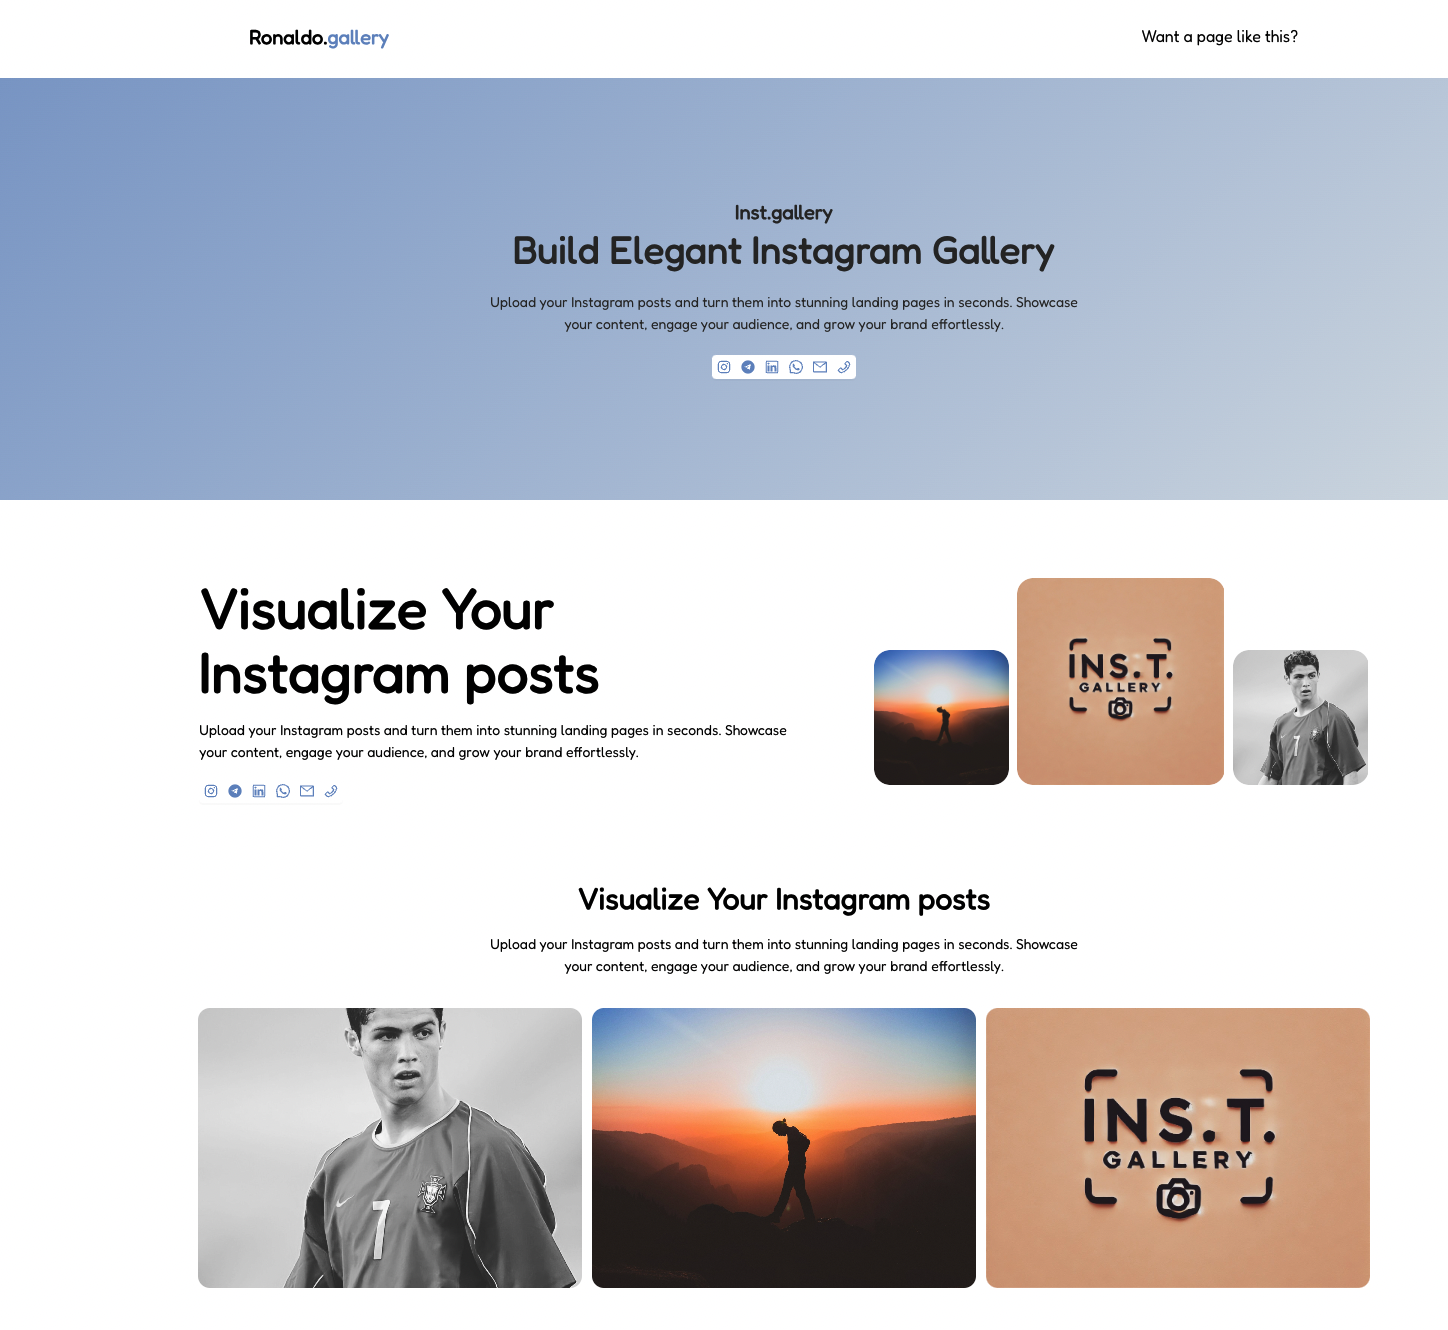 Ronaldo.gallery
Want a page like this?
Inst.gallery
Build Elegant Instagram Gallery
Upload your Instagram posts and turn them into stunning landing pages in seconds. Showcase
your content, engage your audience, and grow your brand effortlessly.
Visualize Your
Instagram posts
Upload your Instagram posts and turn them into stunning landing pages in seconds. Showcase
your content, engage your audience, and grow your brand effortlessly.
INS.T.
GALLERY
7
Visualize Your Instagram posts
Upload your Instagram posts and turn them into stunning landing pages in seconds. Showcase
your content, engage your audience, and grow your brand effortlessly.
7
INS.T.
GALLERY